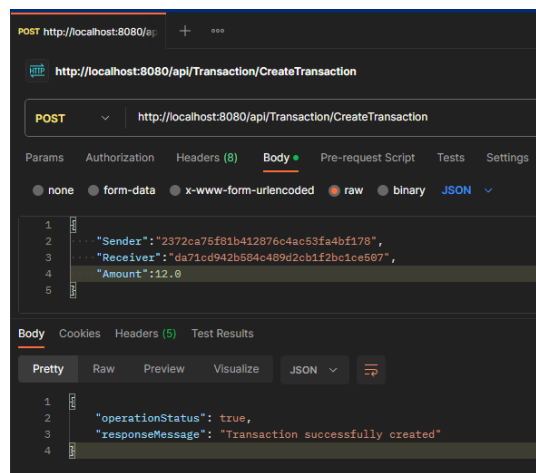 POST http://localhost:8080/ap
HTTP http://localhost:8080/api/Transaction/CreateTransaction
POST http://localhost:8080/api/Transaction/CreateTransaction
Params Authorization Headers (8) Body Pre-request Script Tests Settings
none form-data x-www-form-urlencoded raw binary JSON
1 {
2 ····"Sender":"2372ca75f81b412876c4ac53fa4bf178",
3 "Receiver":"da71cd942b584c489d2cb1f2bc1ce507",
4 "Amount":12.0
5 }
Body Cookies Headers (5) Test Results
Pretty Raw Preview Visualize JSON
1 {
2 "operationStatus": true,
3 "responseMessage": "Transaction successfully created"
4 }